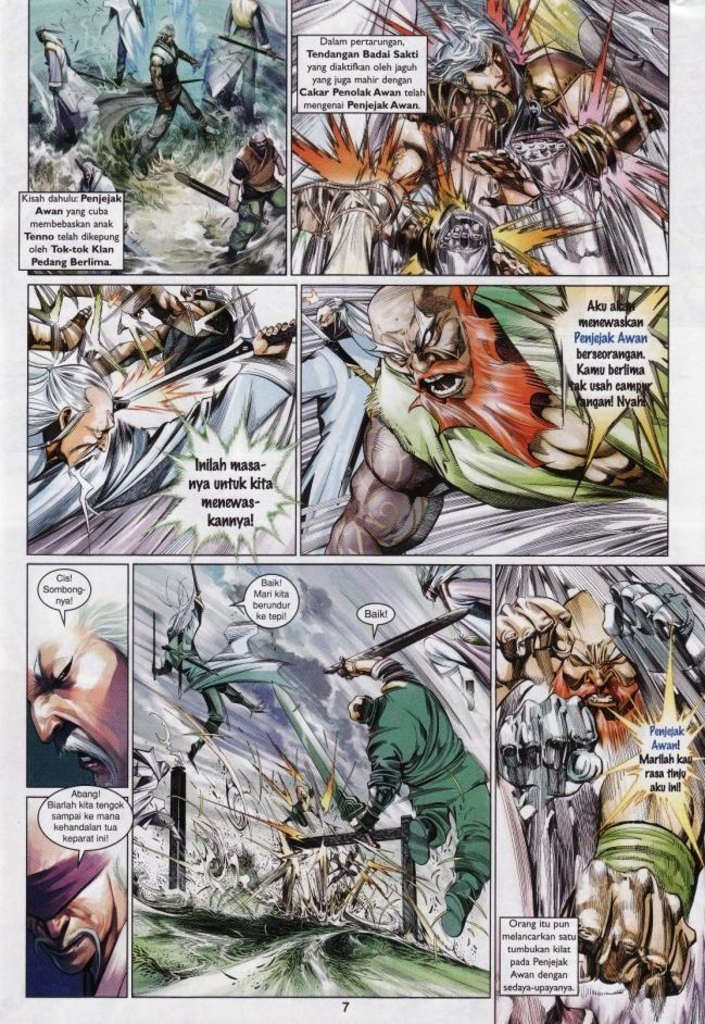 Kisah dahulu: Penjejak
Awan yang cuba
membebaskan anak
Tenno telah dikepung
oleh Tok-tok Klan
Pedang Berlima.
Dalam pertarungan,
Tendangan Badai Sakti
yang diaktifkan oleh jaguh
yang juga mahir dengan
Cakar Penolak Awan telah
mengenai Penjejak Awan.
Inilah masa-
nya untuk kita
menewas-
kannya!
Aku akan
menewaskan
Penjejak Awan
berseorangan.
Kamu berlima
tak usah campur
tangan! Nyah!
Cis!
Sombong-
nya!
Abang!
Biarlah kita tengok
sampai ke mana
kehandalan tua
keparat ini!
Baik!
Mari kita
berundur
ke tepi!
Baik!
Penjejak
Awan!
Marilah kau
rasa tinju
aku ini!
Orang itu pun
melancarkan satu
tumbukan kilat
pada Penjejak
Awan dengan
sedaya-upayanya.
7